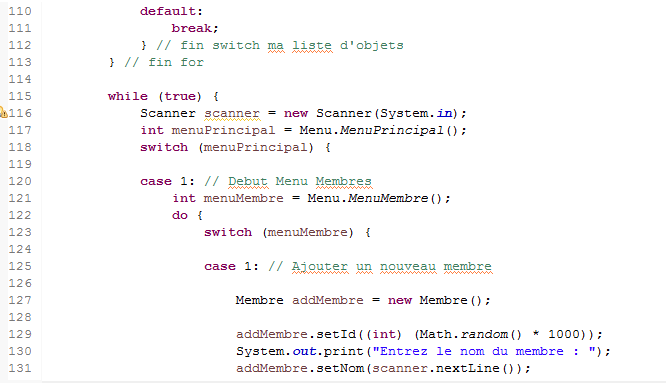 110 default:
111 break;
112 } // fin switch ma liste d'objets
113 } // fin for
114
115 while (true) {
116 Scanner scanner = new Scanner(System.in);
117 int menuPrincipal = Menu.MenuPrincipal();
118 switch (menuPrincipal) {
119
120 case 1: // Debut Menu Membres
121 int menuMembre = Menu.MenuMembre();
122 do {
123 switch (menuMembre) {
124
125 case 1: // Ajouter un nouveau membre
126
127 Membre addMembre = new Membre();
128
129 addMembre.setId((int) (Math.random() * 1000));
130 System.out.print("Entrez le nom du membre : ");
131 addMembre.setNom(scanner.nextLine());